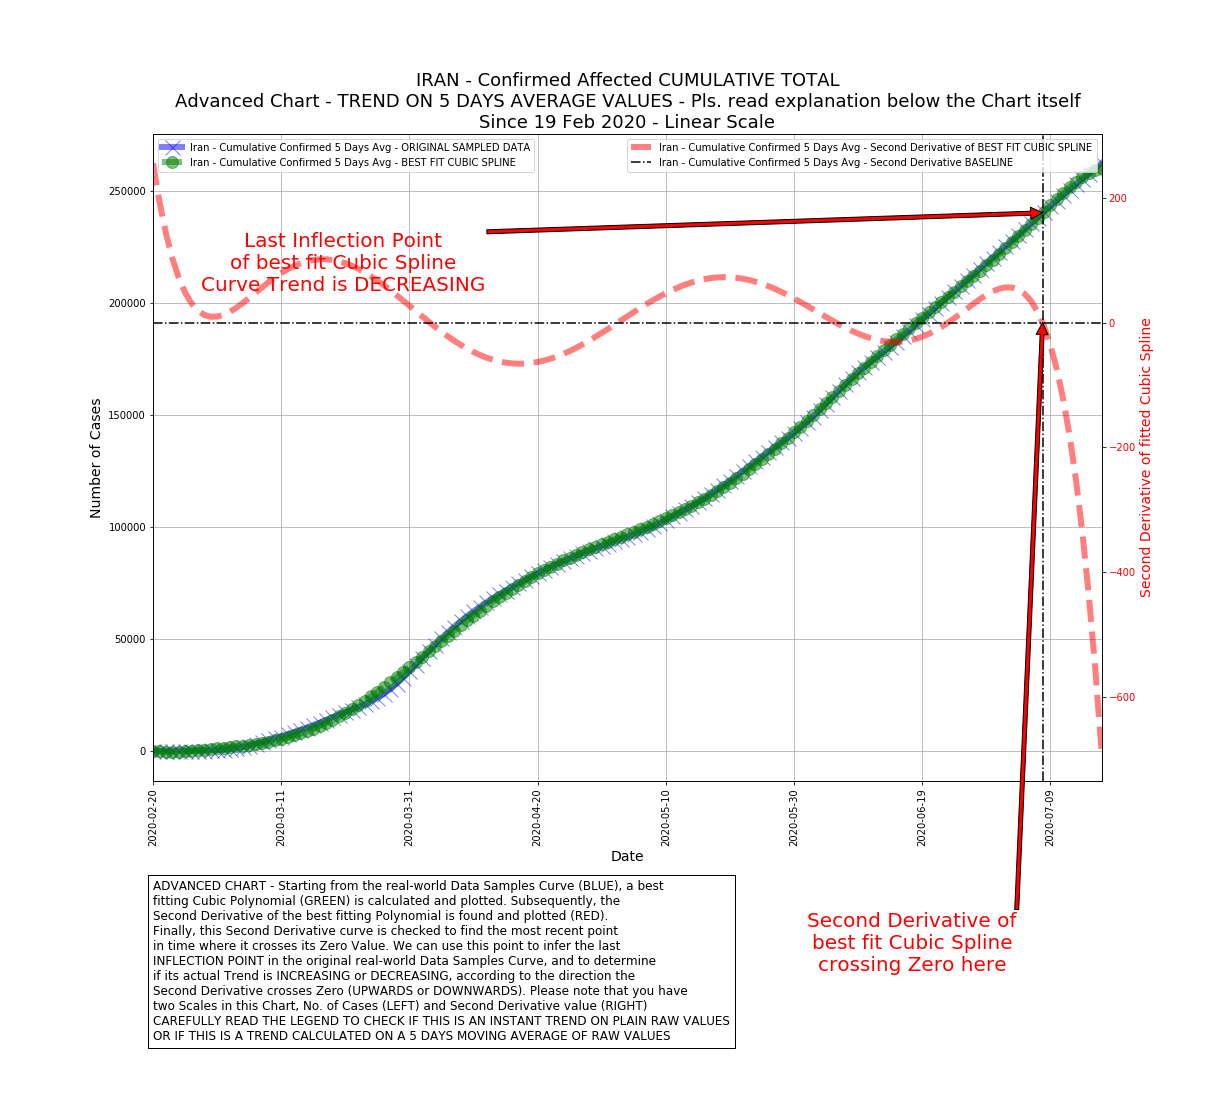 IRAN - Confirmed Affected CUMULATIVE TOTAL
Advanced Chart - TREND ON 5 DAYS AVERAGE VALUES - Pls. read explanation below the Chart itself
Since 19 Feb 2020 - Linear Scale
Iran - Cumulative Confirmed 5 Days Avg - ORIGINAL SAMPLED DATA
Iran - Cumulative Confirmed 5 Days Avg - BEST FIT CUBIC SPLINE
Iran - Cumulative Confirmed 5 Days Avg - Second Derivative of BEST FIT CUBIC SPLINE
Iran - Cumulative Confirmed 5 Days Avg - Second Derivative BASELINE
Last Inflection Point
of best fit Cubic Spline
Curve Trend is DECREASING
Number of Cases
250000
200000
150000
100000
50000
0
200
0
−200
−400
−600
Second Derivative of fitted Cubic Spline
2020-02-20
2020-03-11
2020-03-31
2020-04-20
2020-05-10
2020-05-30
2020-06-19
2020-07-09
Date
ADVANCED CHART - Starting from the real-world Data Samples Curve (BLUE), a best
fitting Cubic Polynomial (GREEN) is calculated and plotted. Subsequently, the
Second Derivative of the best fitting Polynomial is found and plotted (RED).
Finally, this Second Derivative curve is checked to find the most recent point
in time where it crosses its Zero Value. We can use this point to infer the last
INFLECTION POINT in the original real-world Data Samples Curve, and to determine
if its actual Trend is INCREASING or DECREASING, according to the direction the
Second Derivative crosses Zero (UPWARDS or DOWNWARDS). Please note that you have
two Scales in this Chart, No. of Cases (LEFT) and Second Derivative value (RIGHT)
CAREFULLY READ THE LEGEND TO CHECK IF THIS IS AN INSTANT TREND ON PLAIN RAW VALUES
OR IF THIS IS A TREND CALCULATED ON A 5 DAYS MOVING AVERAGE OF RAW VALUES
Second Derivative of
best fit Cubic Spline
crossing Zero here